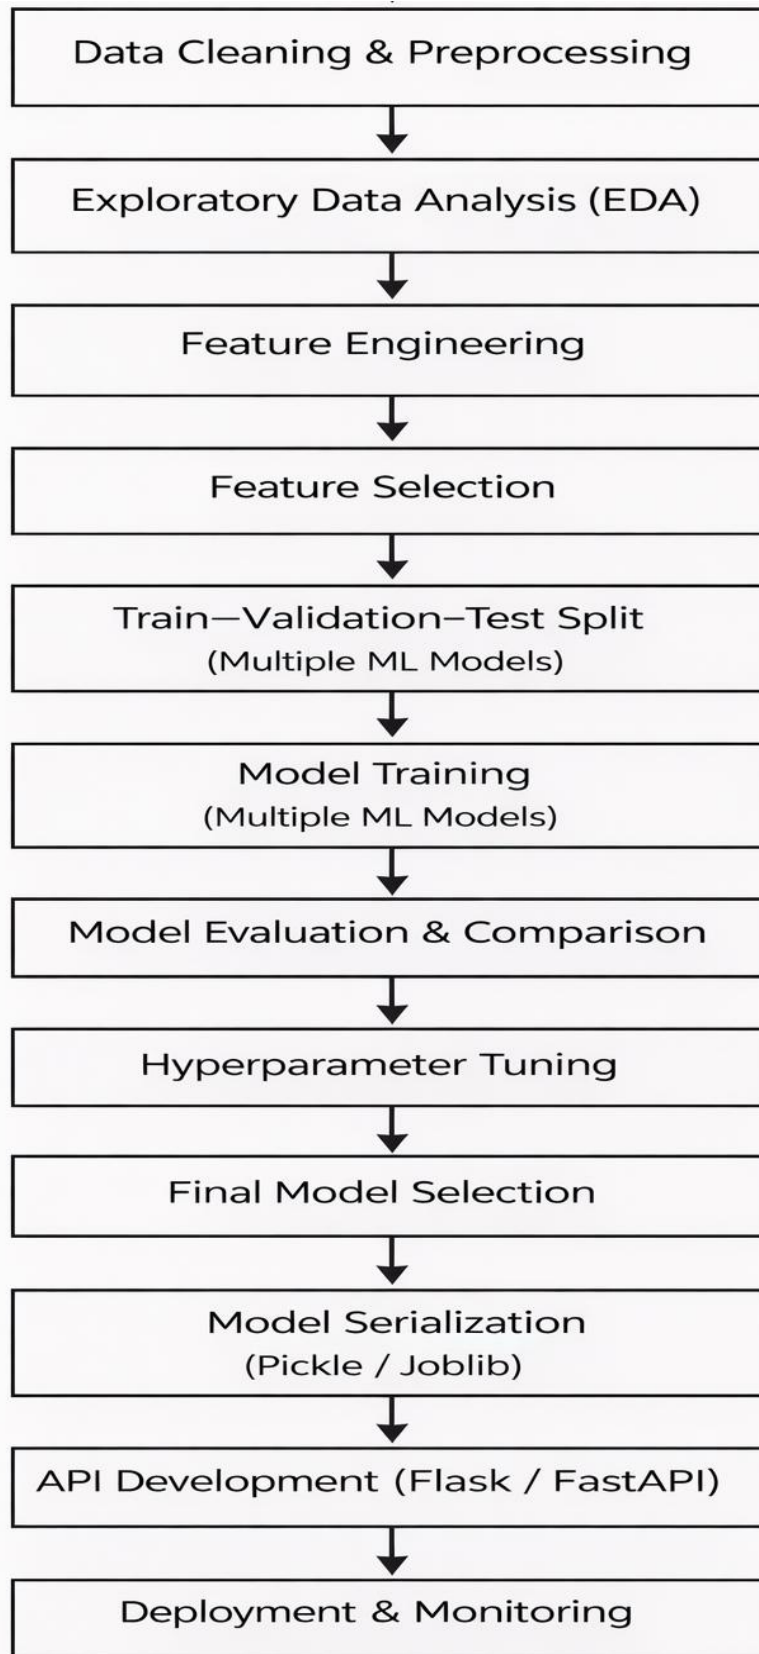 Data Cleaning & Preprocessing
Exploratory Data Analysis (EDA)
Feature Engineering
Feature Selection
Train–Validation–Test Split
(Multiple ML Models)
Model Training
(Multiple ML Models)
Model Evaluation & Comparison
Hyperparameter Tuning
Final Model Selection
Model Serialization
(Pickle / Joblib)
API Development (Flask / FastAPI)
Deployment & Monitoring